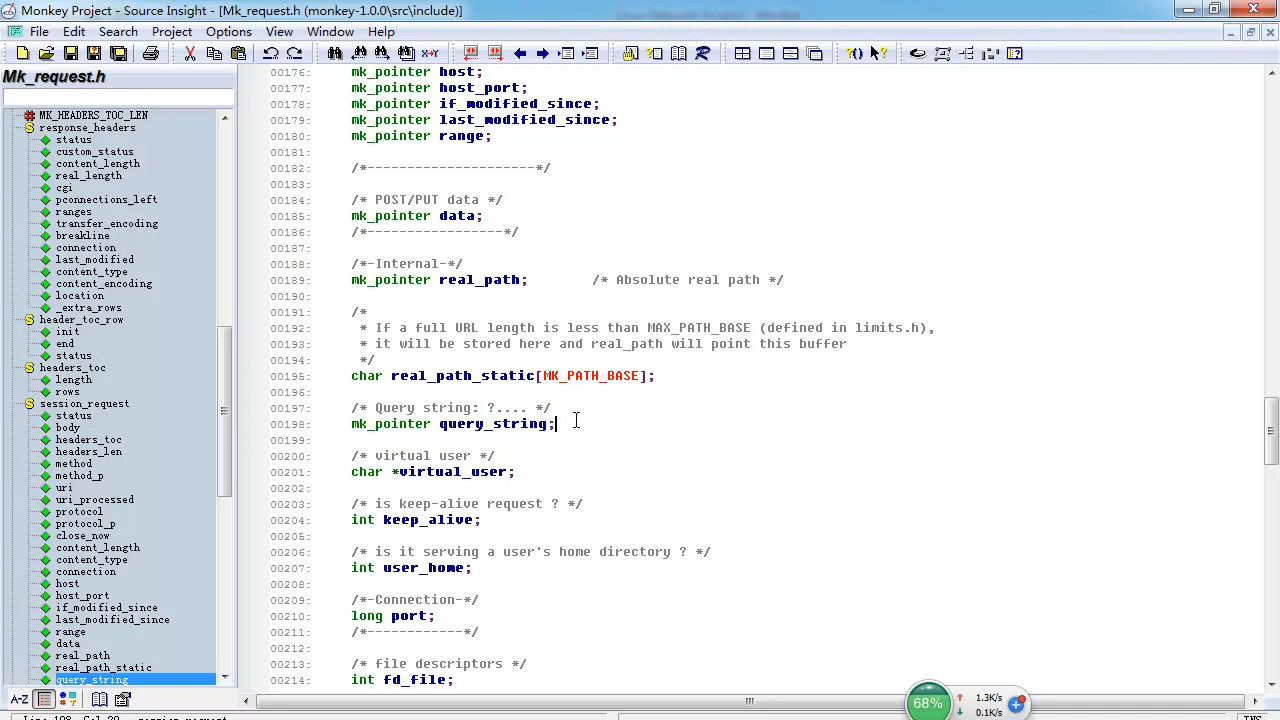 Monkey Project - Source Insight - [Mk_request.h (monkey-1.0.0\src\include)]
File Edit Search Project Options View Window Help
Mk_request.h
MK_HEADERS_TOC_LEN
response_headers
status
custom_status
content_length
real_length
cgi
pconnections_left
ranges
transfer_encoding
breakline
connection
last_modified
content_type
content_encoding
location
_extra_rows
header_toc_row
init
end
status
headers_toc
length
rows
session_request
status
body
headers_toc
headers_len
method
method_p
uri
uri_processed
protocol
protocol_p
close_now
content_length
content_type
connection
host
host_port
if_modified_since
last_modified_since
range
data
real_path
real_path_static
query_string
A-Z
00176: mk_pointer host;
00177: mk_pointer host_port;
00178: mk_pointer if_modified_since;
00179: mk_pointer last_modified_since;
00180: mk_pointer range;
00181:
00182: /*---------------------*/
00183:
00184: /* POST/PUT data */
00185: mk_pointer data;
00186: /*-----------------*/
00187:
00188: /*-Internal-*/
00189: mk_pointer real_path; /* Absolute real path */
00190:
00191: /*
00192: * If a full URL length is less than MAX_PATH_BASE (defined in limits.h),
00193: * it will be stored here and real_path will point this buffer
00194: */
00195: char real_path_static[MK_PATH_BASE];
00196:
00197: /* Query string: ?.... */
00198: mk_pointer query_string;
00199:
00200: /* virtual user */
00201: char *virtual_user;
00202:
00203: /* is keep-alive request ? */
00204: int keep_alive;
00205:
00206: /* is it serving a user's home directory ? */
00207: int user_home;
00208:
00209: /*-Connection-*/
00210: long port;
00211: /*------------*/
00212:
00213: /* file descriptors */
00214: int fd_file;
68%
1.3K/s
0.1K/s